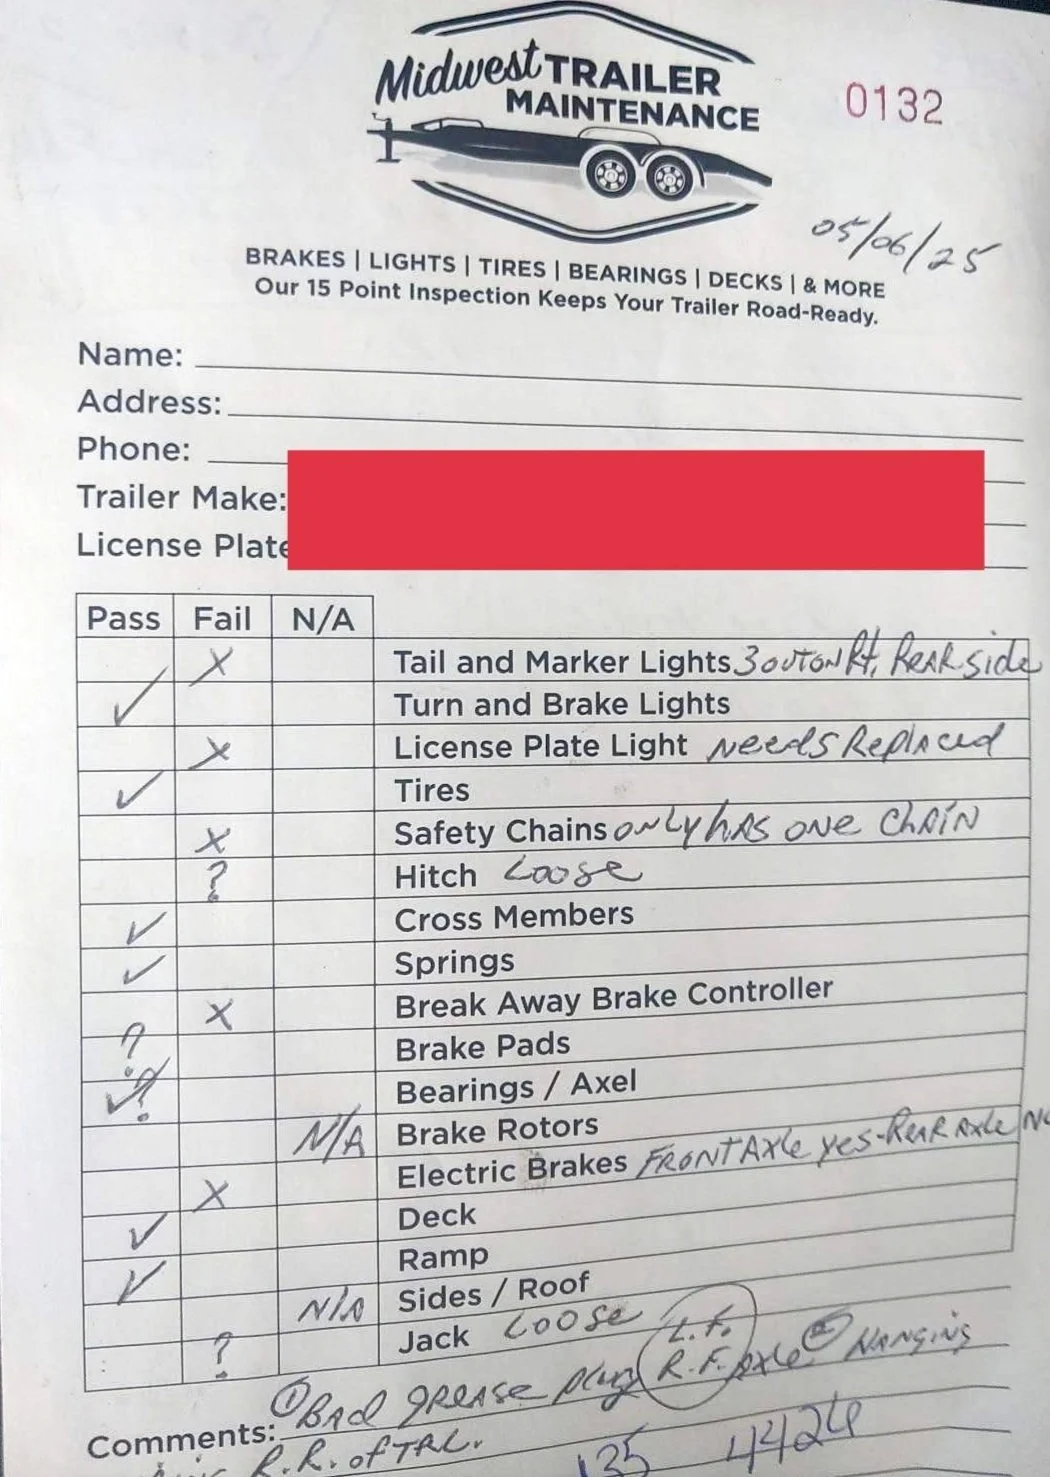 Midwest TRAILER
MAINTENANCE
0132
05/06/25
BRAKES | LIGHTS | TIRES | BEARINGS | DECKS | & MORE
Our 15 Point Inspection Keeps Your Trailer Road-Ready.
Name:
Address:
Phone:
Trailer Make:
License Plate
Pass Fail N/A
X Tail and Marker Lights 3 out on Rt. Rear side
✓ Turn and Brake Lights
X License Plate Light Needs Replaced
✓ Tires
X Safety Chains only has one chain
? Hitch Loose
✓ Cross Members
✓ Springs
X Break Away Brake Controller
? Brake Pads
✓? Bearings / Axel
N/A Brake Rotors
X Electric Brakes Front Axle yes - Rear Axle
✓ Deck
✓ Ramp
N/A Sides / Roof
? Jack Loose
L.F.
Comments: ① Bad grease plug R.F. Axle ② Hanging
R.R. of TRL.
135 4424